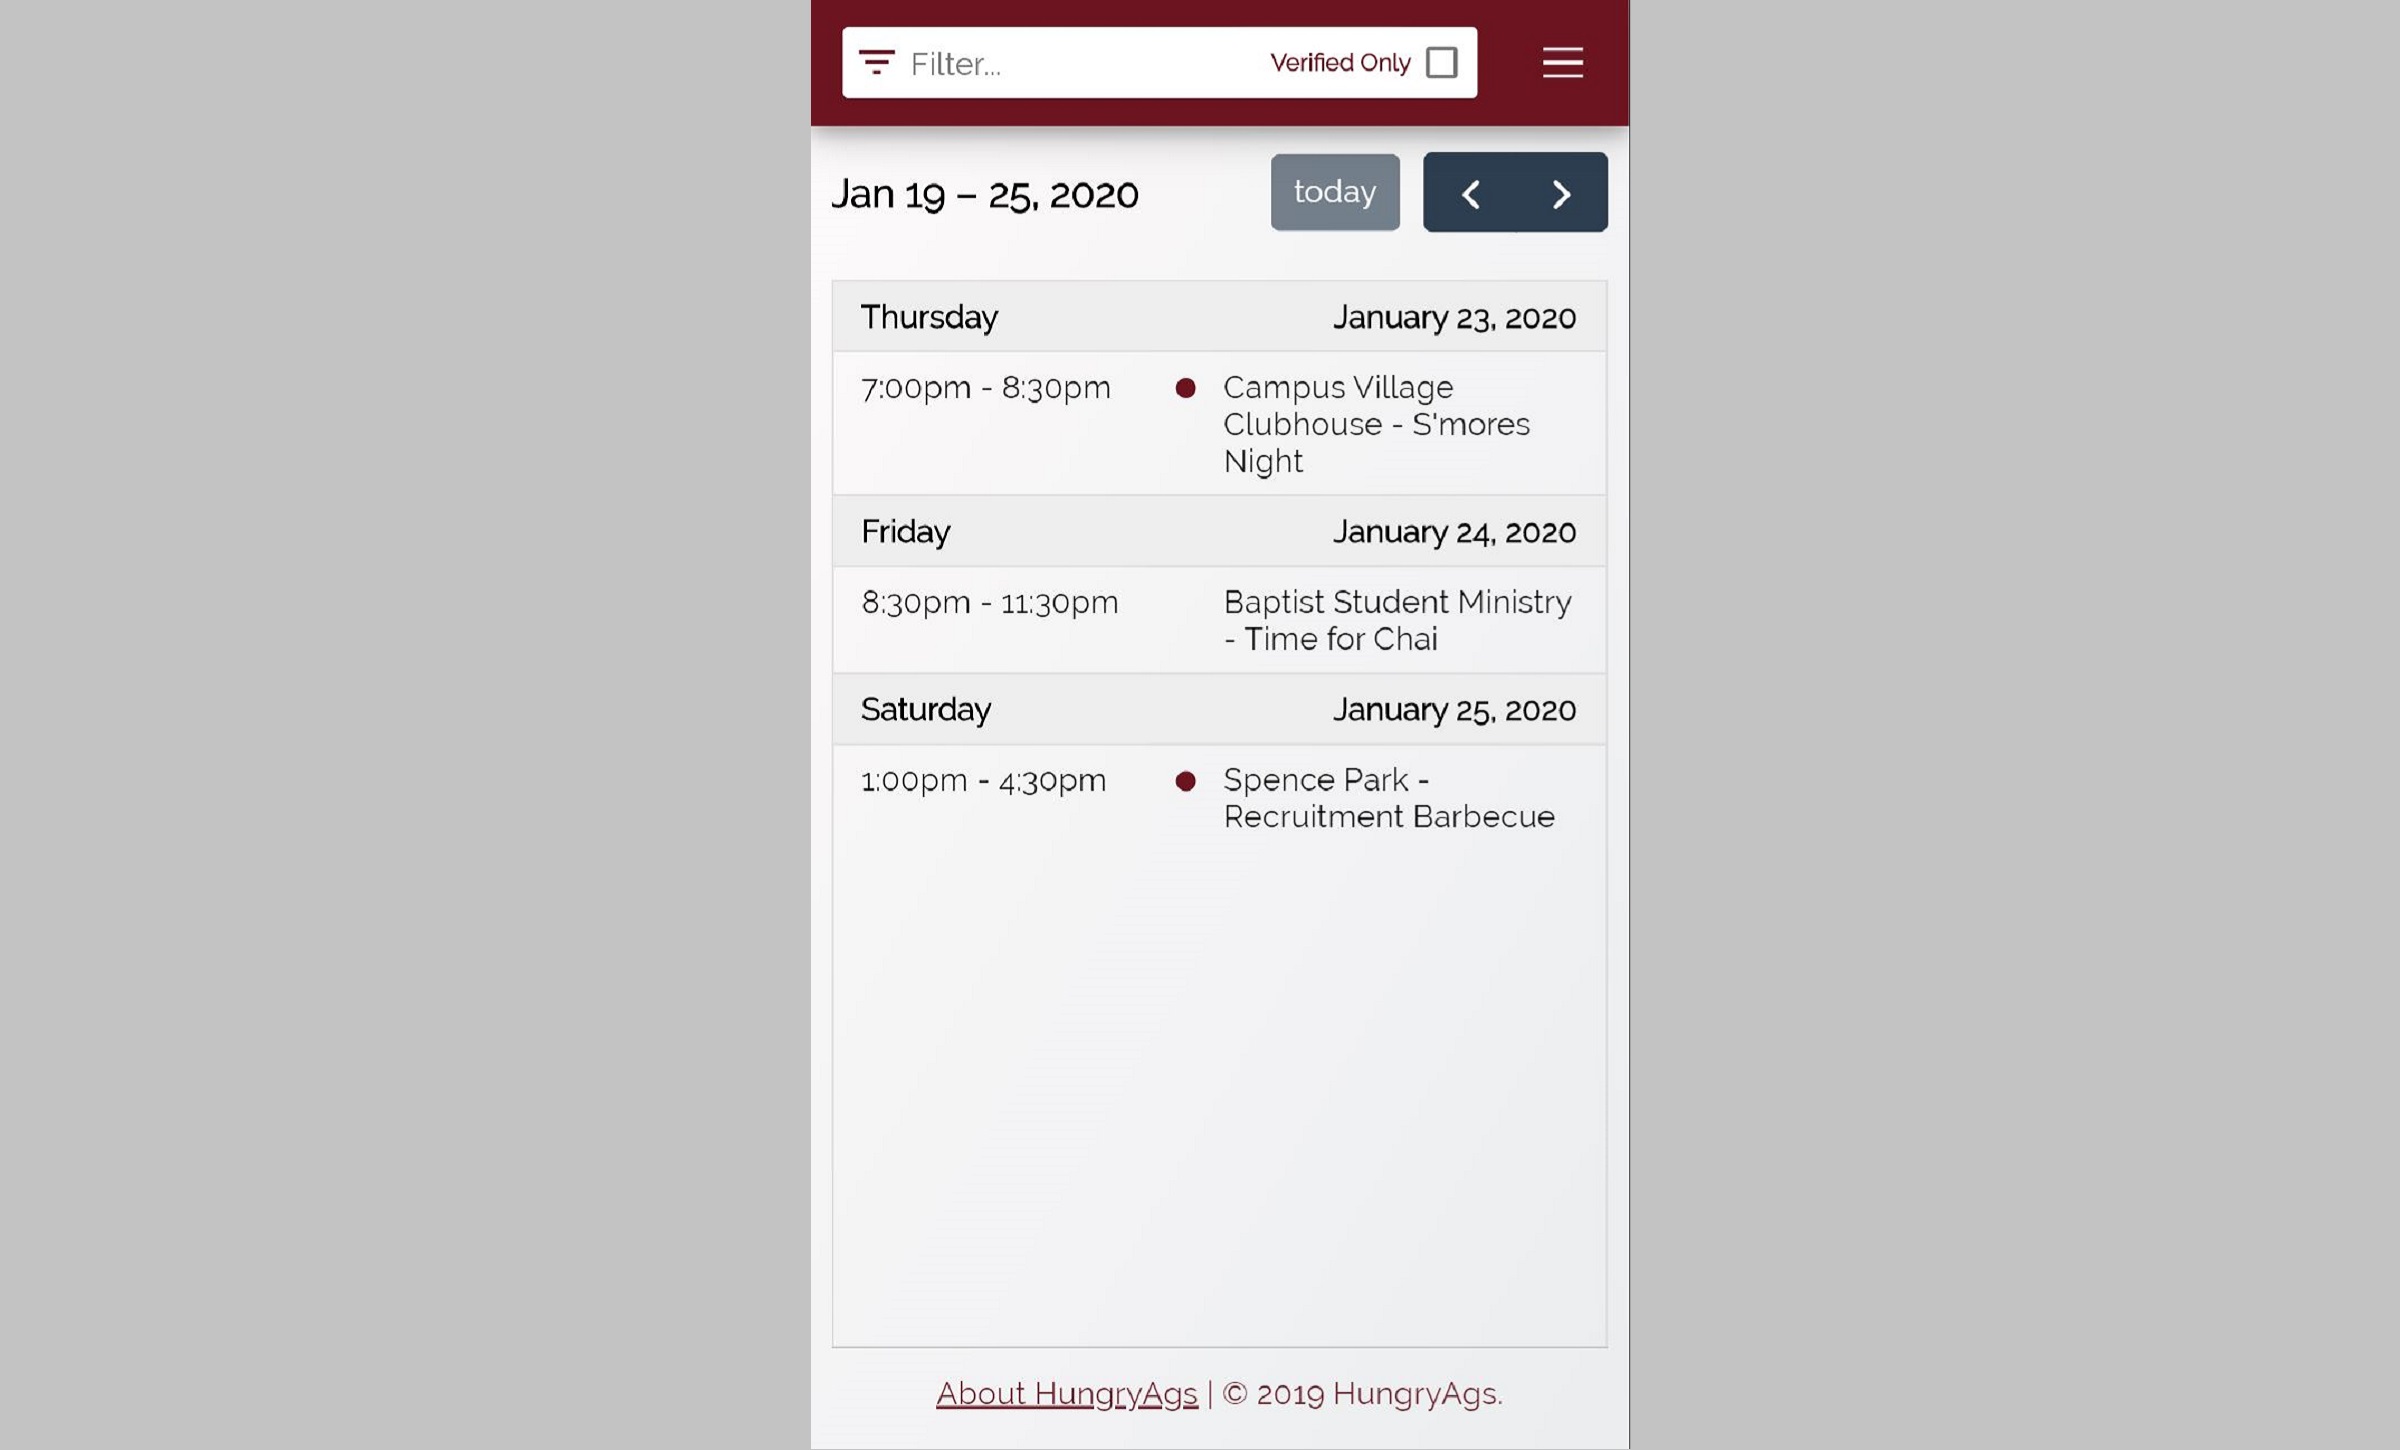 Filter...
Verified Only
Jan 19 – 25, 2020
today
Thursday January 23, 2020
7:00pm - 8:30pm Campus Village
Clubhouse - S'mores
Night
Friday January 24, 2020
8:30pm - 11:30pm Baptist Student Ministry
- Time for Chai
Saturday January 25, 2020
1:00pm - 4:30pm Spence Park -
Recruitment Barbecue
About HungryAgs | © 2019 HungryAgs.